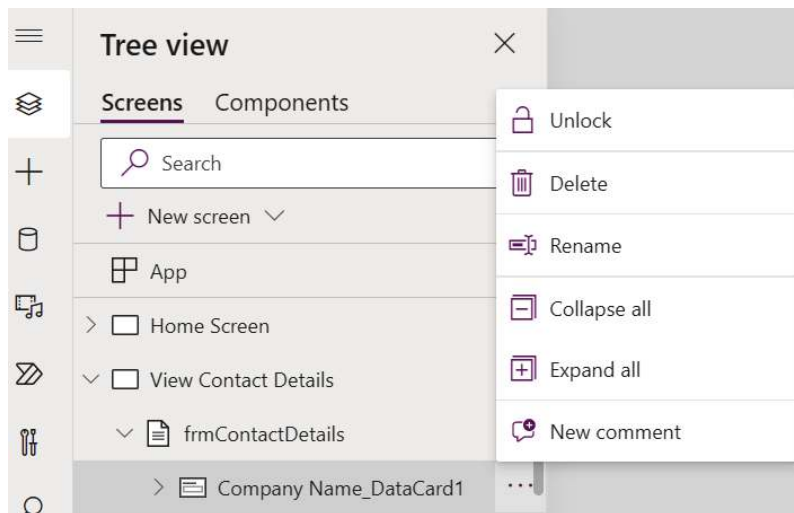 Tree view
Screens Components
Search
New screen
App
Home Screen
View Contact Details
frmContactDetails
Company Name_DataCard1
Unlock
Delete
Rename
Collapse all
Expand all
New comment